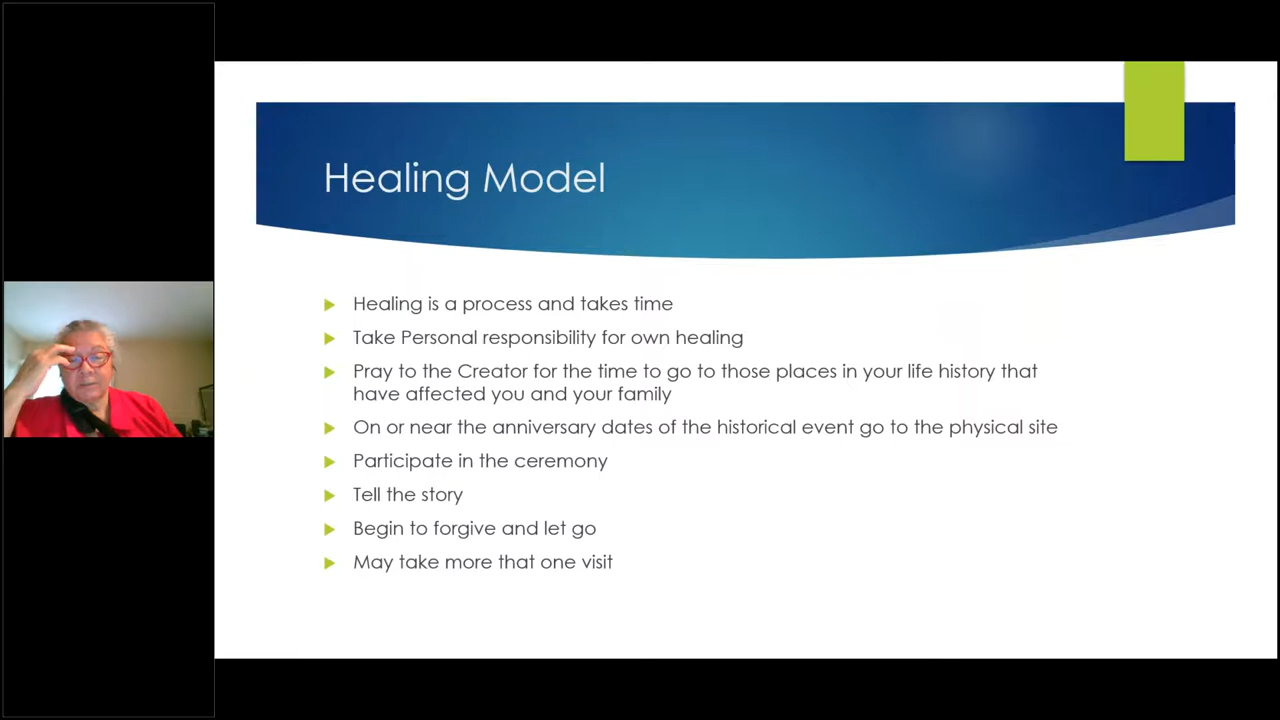 Healing Model
Healing is a process and takes time
Take Personal responsibility for own healing
Pray to the Creator for the time to go to those places in your life history that
have affected you and your family
On or near the anniversary dates of the historical event go to the physical site
Participate in the ceremony
Tell the story
Begin to forgive and let go
May take more that one visit